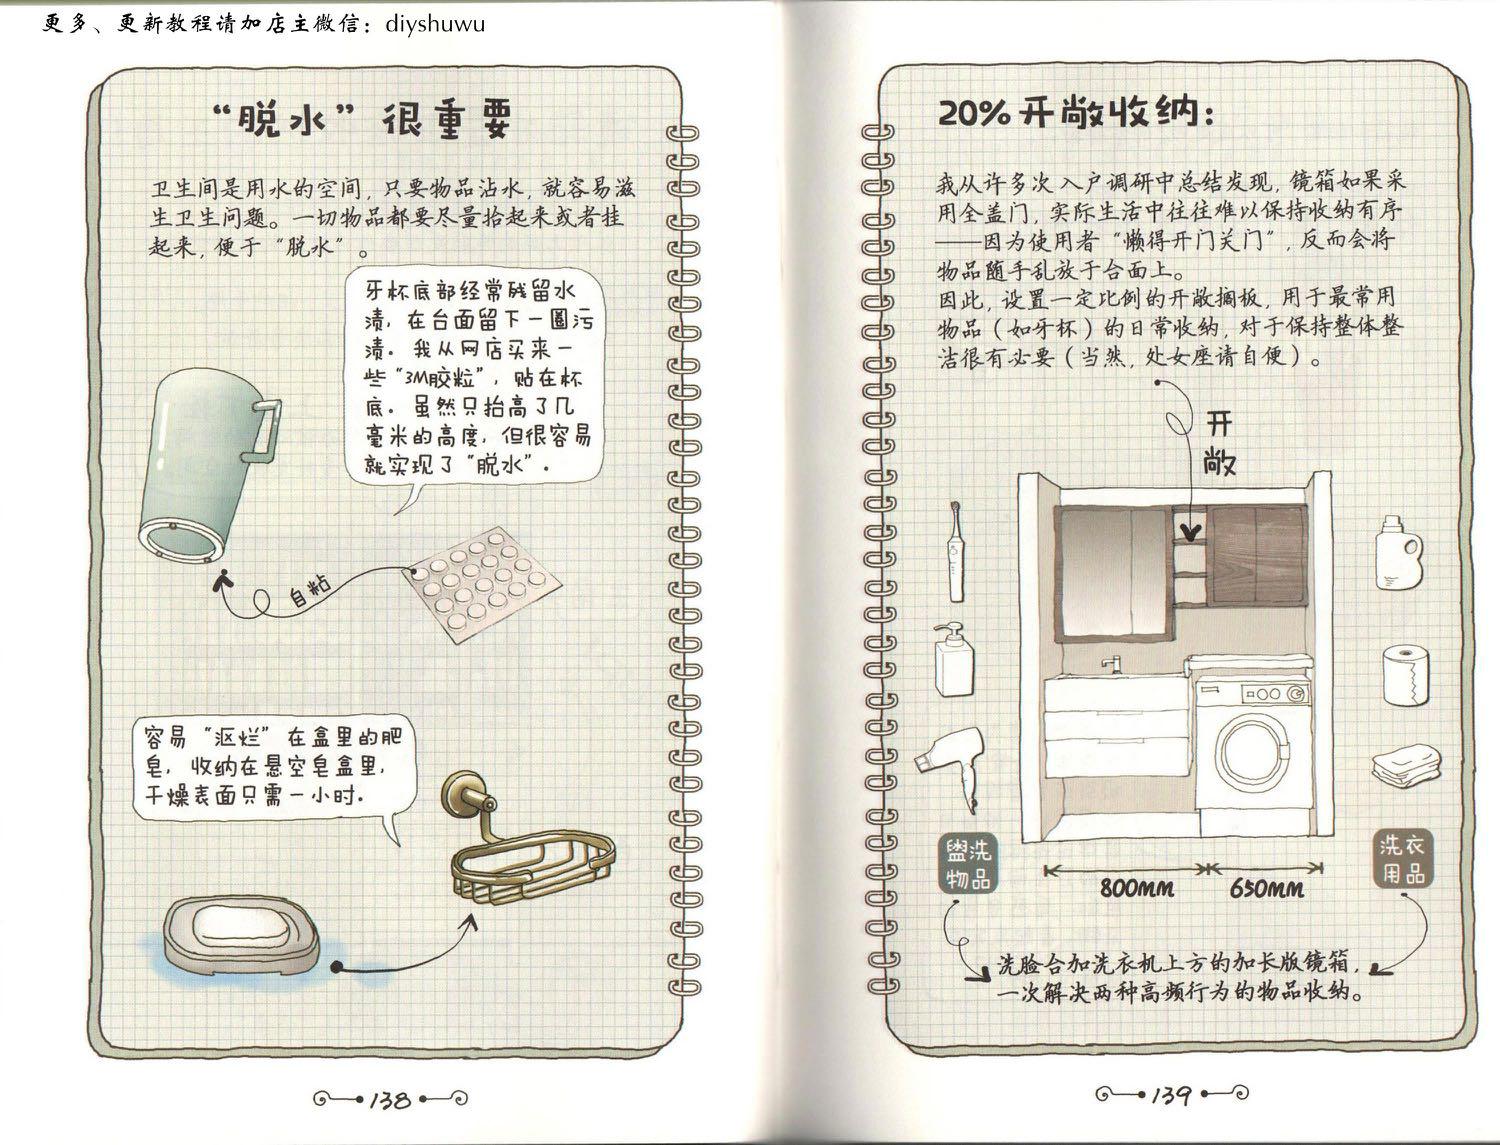 更多、更新教程请加店主微信：diyshuwu
“脱水”很重要
卫生间是用水的空间，只要物品沾水，就容易滋
生卫生问题。一切物品都要尽量抬起来或者挂
起来，便于“脱水”。
牙杯底部经常残留水
渍，在台面留下一圈污
渍。我从网店买来一
些“3M胶粒”，贴在杯
底。虽然只抬高了几
毫米的高度，但很容易
就实现了“脱水”.
自粘
容易“沤烂”在盒里的肥
皂，收纳在悬空皂盒里，
干燥表面只需一小时.
138
20%开敞收纳：
我从许多次入户调研中总结发现，镜箱如果采
用全盖门，实际生活中往往难以保持收纳有序
——因为使用者“懒得开门关门”，反而会将
物品随手乱放于台面上。
因此，设置一定比例的开敞搁板，用于最常用
物品（如牙杯）的日常收纳，对于保持整体整
洁很有必要（当然，处女座请自便）。
开
敞
盥洗
物品
洗衣
用品
800mm
650mm
洗脸台加洗衣机上方的加长版镜箱，
一次解决两种高频行为的物品收纳。
139